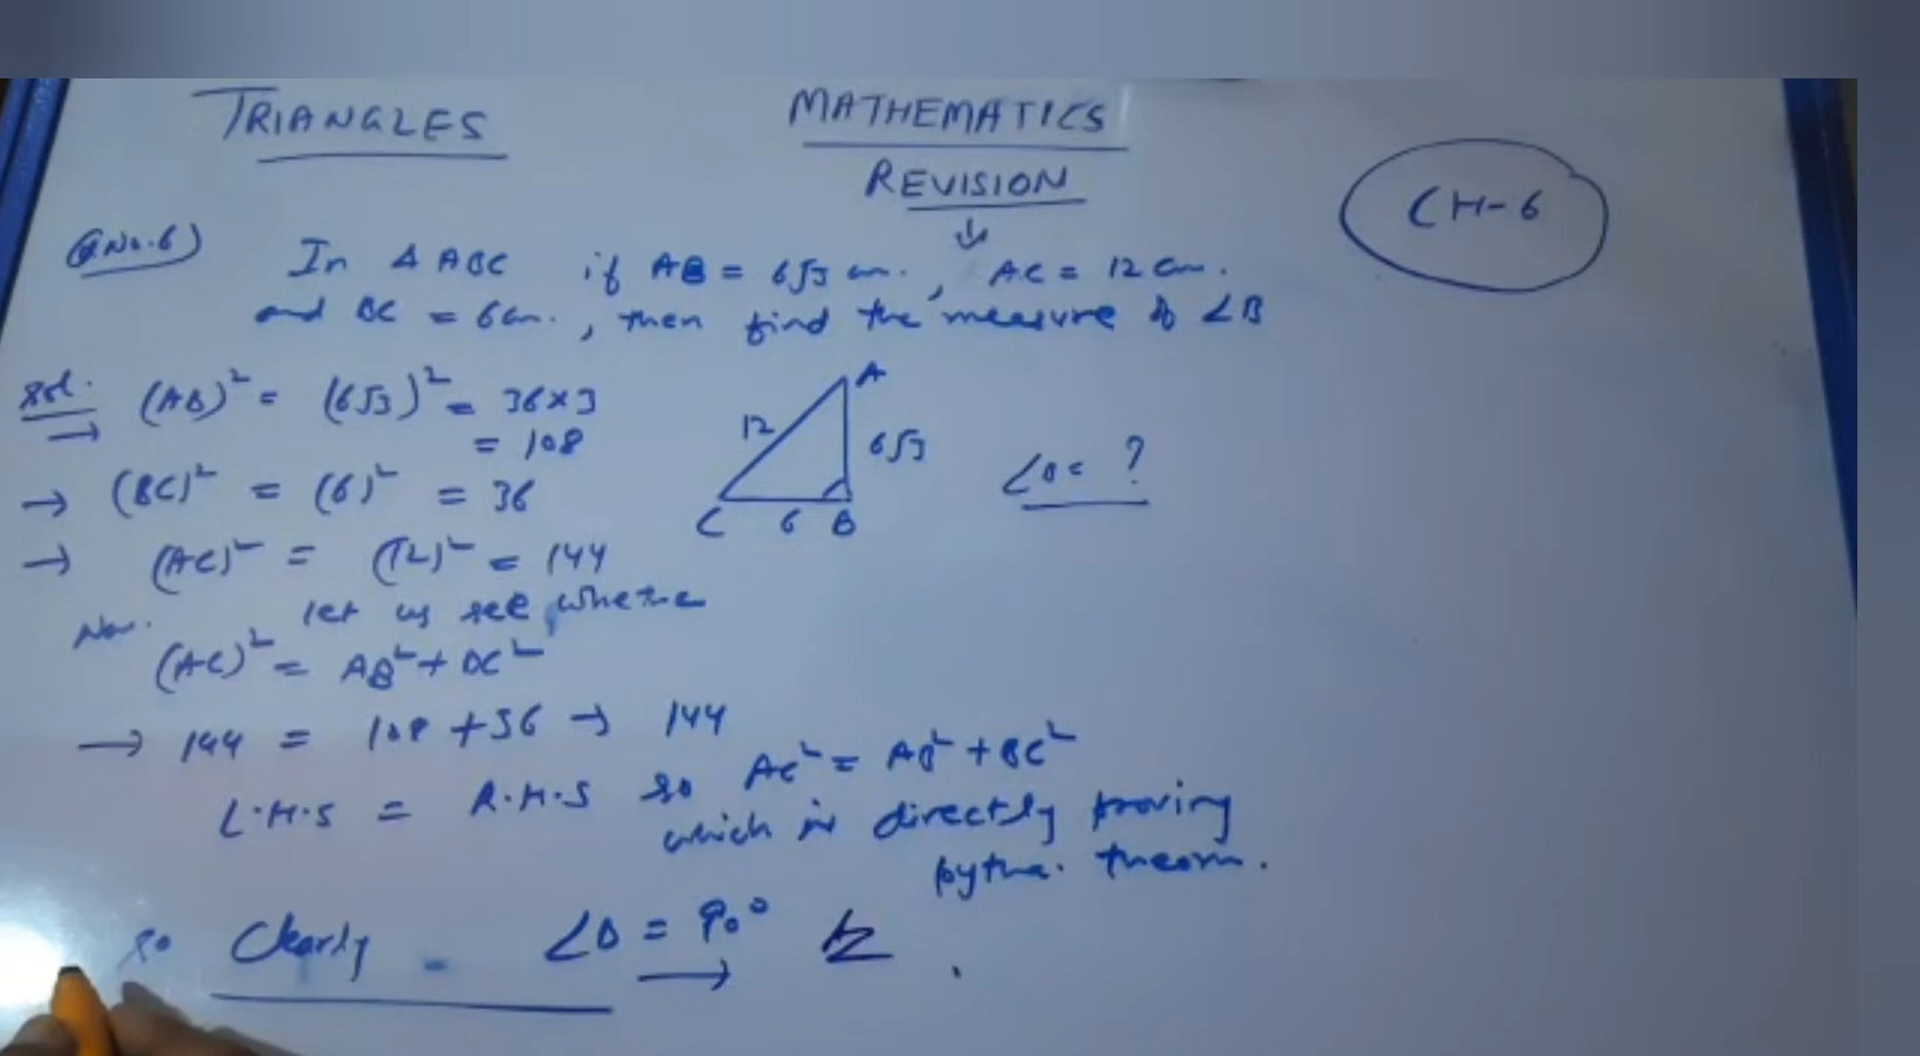 TRIANGLES
MATHEMATICS
REVISION
CH-6
Q No. 6)
In Δ ABC if AB = 6√3 cm. , AC = 12 cm.
and BC = 6 cm. , then find the measure of ∠B
Sol.
(AB)² = (6√3)² = 36×3
= 108
→ (BC)² = (6)² = 36
→ (AC)² = (12)² = 144
A
12
6√3
C 6 B
∠B = ?
Now. let us see whether
(AC)² = AB² + BC²
→ 144 = 108 + 36 → 144
L.H.S = R.H.S so AC² = AB² + BC²
which is directly proving
pytha. theorm.
so Clearly - ∠B = 90°